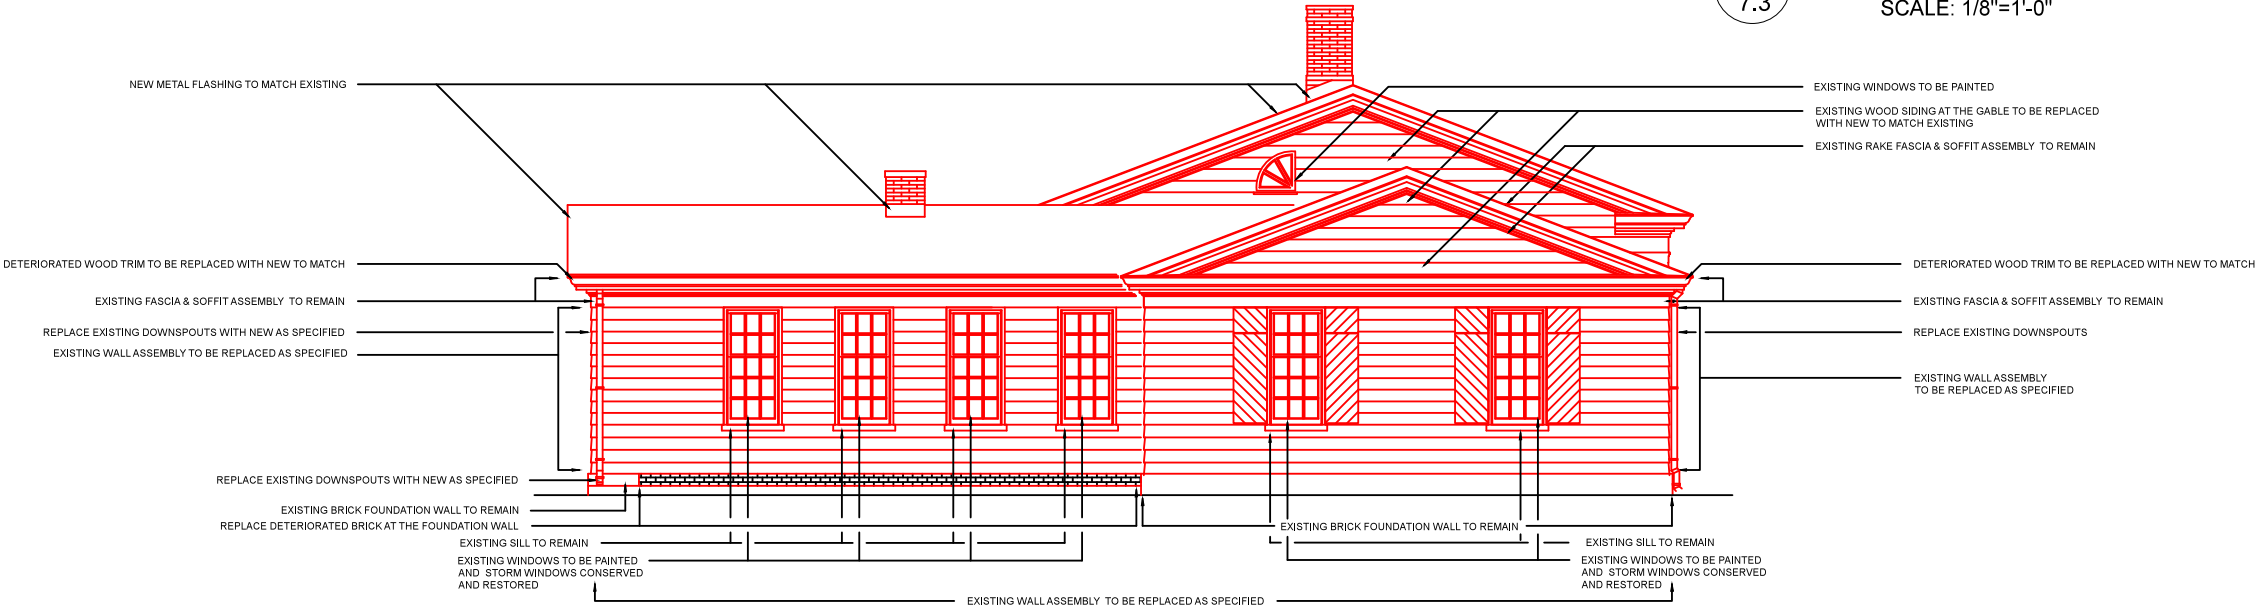 7.3
SCALE: 1/8"=1'-0"
NEW METAL FLASHING TO MATCH EXISTING
EXISTING WINDOWS TO BE PAINTED
EXISTING WOOD SIDING AT THE GABLE TO BE REPLACED
WITH NEW TO MATCH EXISTING
EXISTING RAKE FASCIA & SOFFIT ASSEMBLY TO REMAIN
DETERIORATED WOOD TRIM TO BE REPLACED WITH NEW TO MATCH
DETERIORATED WOOD TRIM TO BE REPLACED WITH NEW TO MATCH
EXISTING FASCIA & SOFFIT ASSEMBLY TO REMAIN
EXISTING FASCIA & SOFFIT ASSEMBLY TO REMAIN
REPLACE EXISTING DOWNSPOUTS WITH NEW AS SPECIFIED
REPLACE EXISTING DOWNSPOUTS
EXISTING WALL ASSEMBLY TO BE REPLACED AS SPECIFIED
EXISTING WALL ASSEMBLY
TO BE REPLACED AS SPECIFIED
REPLACE EXISTING DOWNSPOUTS WITH NEW AS SPECIFIED
EXISTING BRICK FOUNDATION WALL TO REMAIN
REPLACE DETERIORATED BRICK AT THE FOUNDATION WALL
EXISTING BRICK FOUNDATION WALL TO REMAIN
EXISTING SILL TO REMAIN
EXISTING SILL TO REMAIN
EXISTING WINDOWS TO BE PAINTED
AND STORM WINDOWS CONSERVED
AND RESTORED
EXISTING WINDOWS TO BE PAINTED
AND STORM WINDOWS CONSERVED
AND RESTORED
EXISTING WALL ASSEMBLY TO BE REPLACED AS SPECIFIED